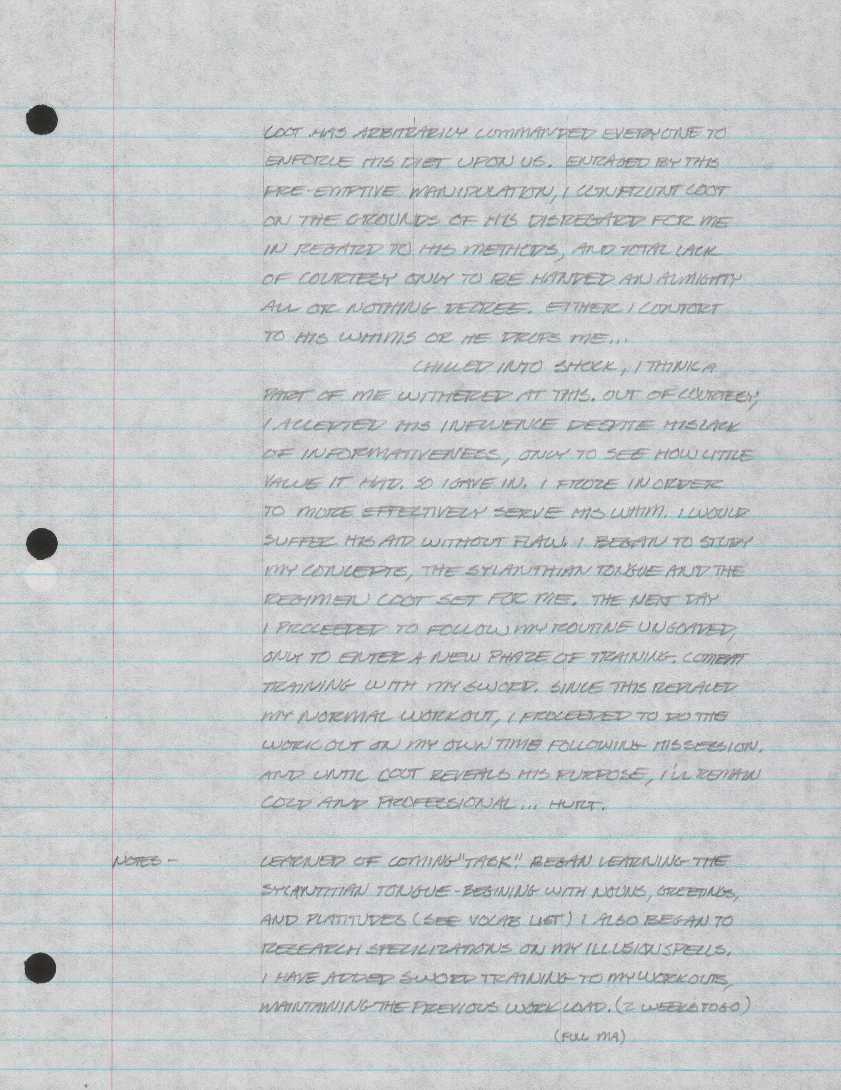 COOT HAS ARBITRARILY COMMANDED EVERYONE TO
ENFORCE HIS DIET UPON US. ENRAGED BY THIS
PRE-EMPTIVE MANIPULATION, I CONFRONT COOT
ON THE GROUNDS OF HIS DISREGARD FOR ME
IN REGARD TO HIS METHODS, AND TOTAL LACK
OF COURTESY ONLY TO BE HANDED AN ALMIGHTY
ALL OR NOTHING DECREE. EITHER I CONFORT
TO HIS WHIMS OR HE DROPS ME...
CHILLED INTO SHOCK, I THINK A
PART OF ME WITHERED AT THIS. OUT OF COURTESY,
I ACCEPTED HIS INFLUENCE DESPITE HIS LACK
OF INFORMATIVENESS, ONLY TO SEE HOW LITTLE
VALUE IT HAD. SO I GAVE IN. I FROZE IN ORDER
TO MORE EFFECTIVELY SERVE HIS WHIM. I WOULD
SUFFER HIS AID WITHOUT FLAW. I BEGAN TO STUDY
MY CONCEPTS, THE SYLANTHIAN TONGUE AND THE
REGIMEN COOT SET FOR ME. THE NEXT DAY
I PROCEEDED TO FOLLOW MY ROUTINE UNGOADED,
ONLY TO ENTER A NEW PHAZE OF TRAINING. COMBAT
TRAINING WITH MY SWORD. SINCE THIS REPLACED
MY NORMAL WORKOUT, I PROCEEDED TO DO THE
WORKOUT ON MY OWN TIME FOLLOWING HIS SESSION.
AND UNTIL COOT REVEALS HIS PURPOSE, I'LL REMAIN
COLD AND PROFESSIONAL... HURT.
NOTES - LEARNED OF COMING "TASK". BEGAN LEARNING THE
SYLANTHIAN TONGUE - BEGINING WITH NOUNS, GREETINGS,
AND PLATITUDES (SEE VOCAB LIST) I ALSO BEGAN TO
RESEARCH SPECILIZATIONS ON MY ILLUSION SPELLS.
I HAVE ADDED SWORD TRAINING TO MY WORKOUTS,
MAINTAINING THE PREVIOUS WORK LOAD. (2 WEEKS TO GO)
(FULL MA)